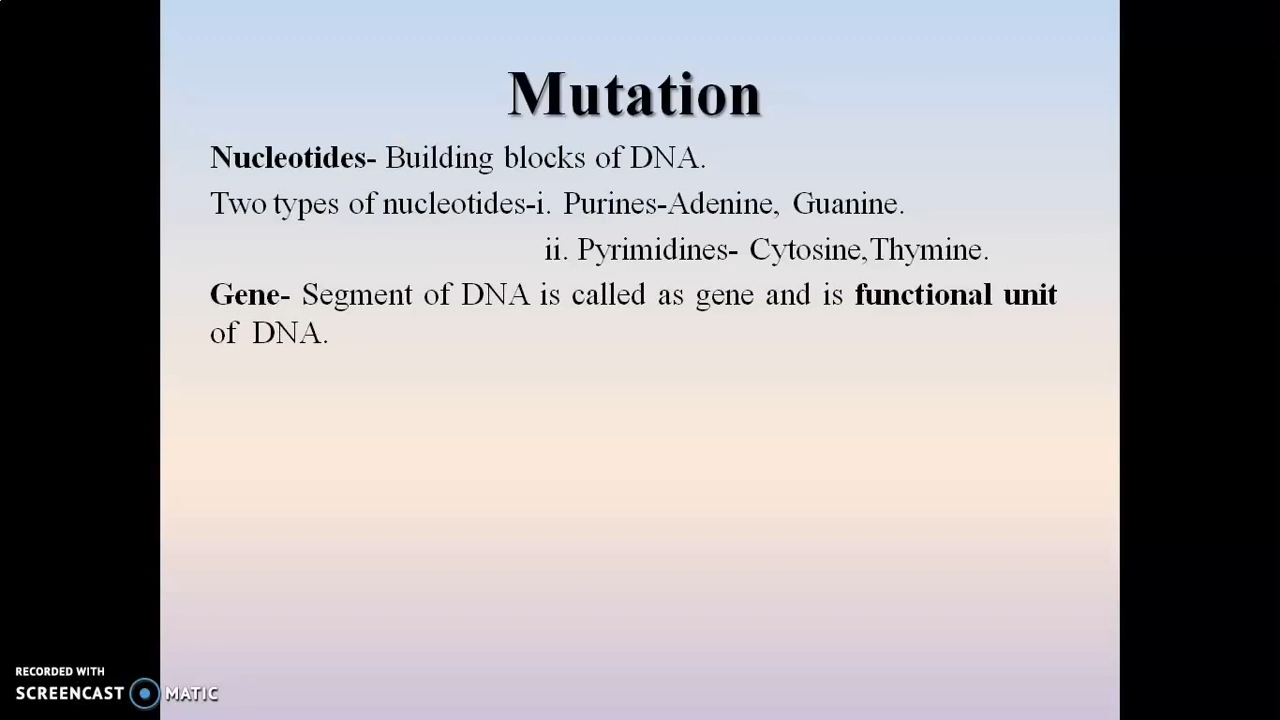 Mutation
Nucleotides- Building blocks of DNA.
Two types of nucleotides-i. Purines-Adenine, Guanine.
ii. Pyrimidines- Cytosine,Thymine.
Gene- Segment of DNA is called as gene and is functional unit
of DNA.
RECORDED WITH
SCREENCAST MATIC